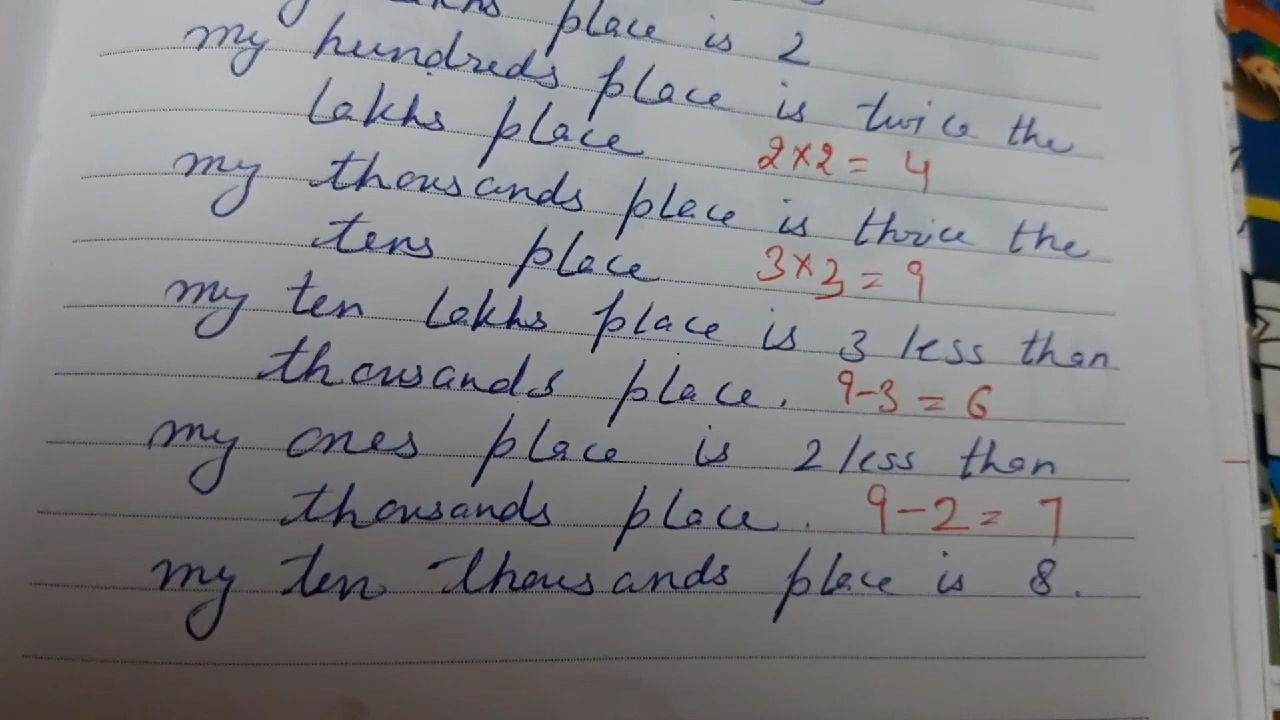 place is 2
my hundreds place is twice the
lakhs place 2×2 = 4
my thousands place is thrice the
tens place 3×3 = 9
my ten lakhs place is 3 less than
thousands place. 9-3 = 6
my ones place is 2 less than
thousands place. 9-2 = 7
my ten thousands place is 8.